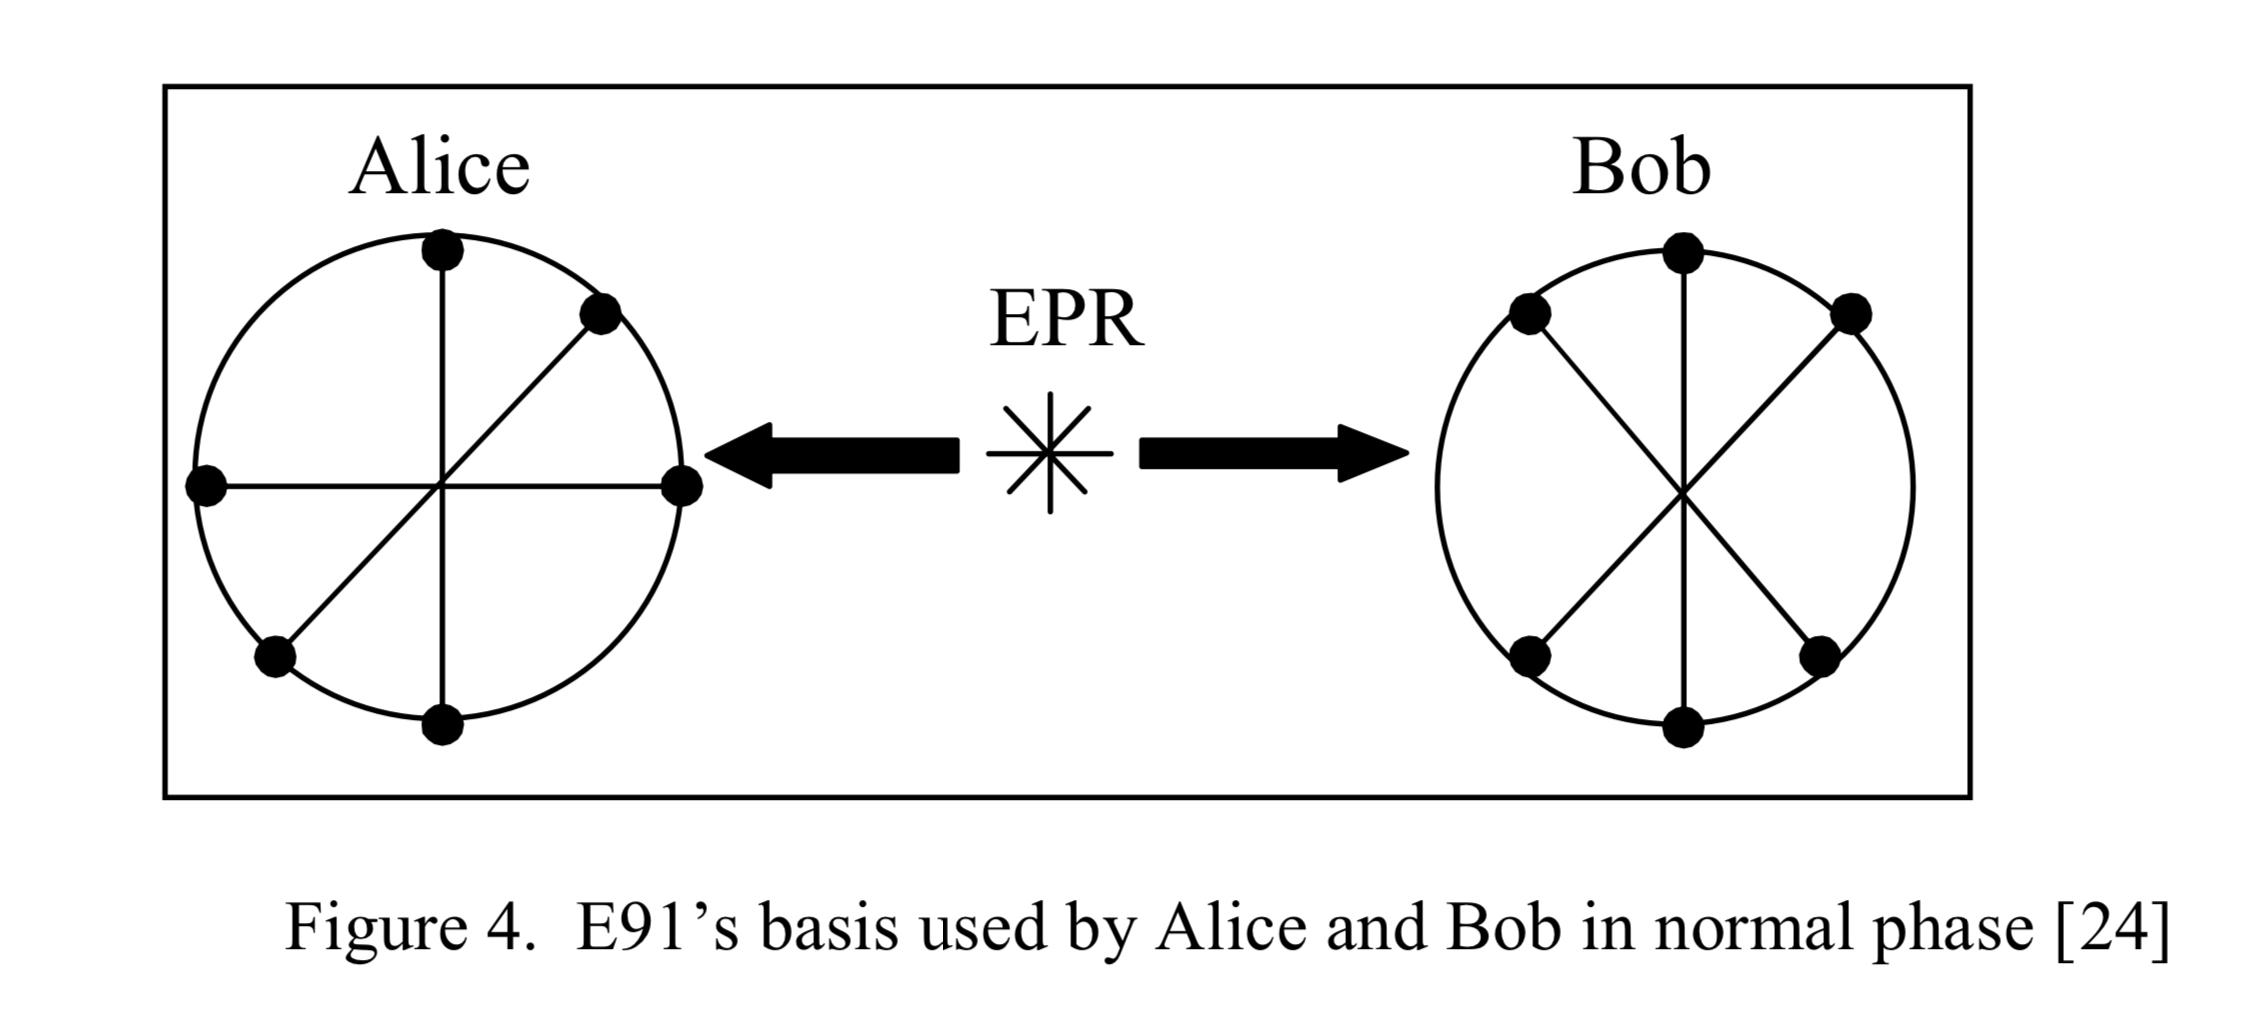 Alice
Bob
EPR
Figure 4. E91’s basis used by Alice and Bob in normal phase [24]